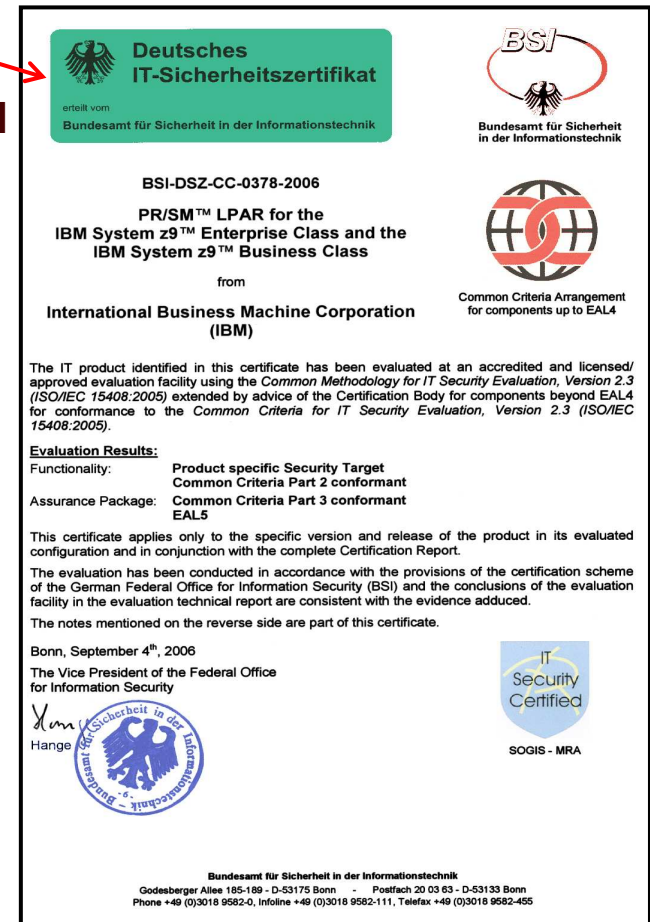 Deutsches
IT-Sicherheitszertifikat
erteilt vom
Bundesamt für Sicherheit in der Informationstechnik
BSI
Bundesamt für Sicherheit
in der Informationstechnik
BSI-DSZ-CC-0378-2006
PR/SM™ LPAR for the
IBM System z9™ Enterprise Class and the
IBM System z9™ Business Class
from
International Business Machine Corporation
(IBM)
Common Criteria Arrangement
for components up to EAL4
The IT product identified in this certificate has been evaluated at an accredited and licensed/
approved evaluation facility using the Common Methodology for IT Security Evaluation, Version 2.3
(ISO/IEC 15408:2005) extended by advice of the Certification Body for components beyond EAL4
for conformance to the Common Criteria for IT Security Evaluation, Version 2.3 (ISO/IEC
15408:2005).
Evaluation Results:
Functionality: Product specific Security Target
Common Criteria Part 2 conformant
Assurance Package: Common Criteria Part 3 conformant
EAL5
This certificate applies only to the specific version and release of the product in its evaluated
configuration and in conjunction with the complete Certification Report.
The evaluation has been conducted in accordance with the provisions of the certification scheme
of the German Federal Office for Information Security (BSI) and the conclusions of the evaluation
facility in the evaluation technical report are consistent with the evidence adduced.
The notes mentioned on the reverse side are part of this certificate.
Bonn, September 4th, 2006
The Vice President of the Federal Office
for Information Security
Hange
Bundesamt für Sicherheit in der Informationstechnik
-6-
IT
Security
Certified
SOGIS - MRA
Bundesamt für Sicherheit in der Informationstechnik
Godesberger Allee 185-189 - D-53175 Bonn - Postfach 20 03 63 - D-53133 Bonn
Phone +49 (0)3018 9582-0, Infoline +49 (0)3018 9582-111, Telefax +49 (0)3018 9582-455